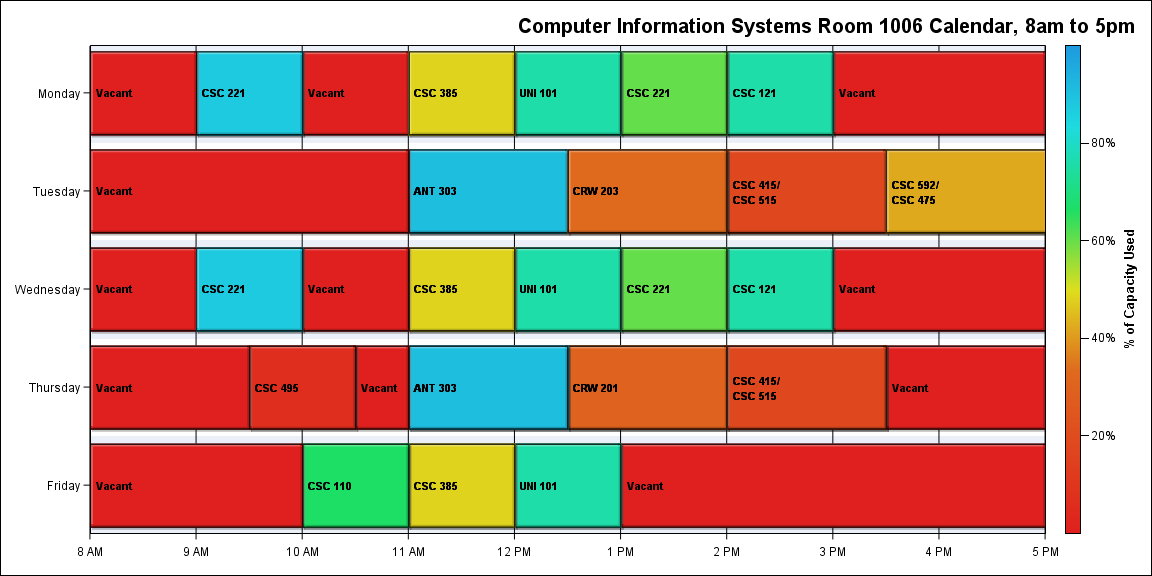 Computer Information Systems Room 1006 Calendar, 8am to 5pm
Monday
Vacant
CSC 221
Vacant
CSC 385
UNI 101
CSC 221
CSC 121
Vacant
Tuesday
Vacant
ANT 303
CRW 203
CSC 415/
CSC 515
CSC 592/
CSC 475
Wednesday
Vacant
CSC 221
Vacant
CSC 385
UNI 101
CSC 221
CSC 121
Vacant
Thursday
Vacant
CSC 495
Vacant
ANT 303
CRW 201
CSC 415/
CSC 515
Vacant
Friday
Vacant
CSC 110
CSC 385
UNI 101
Vacant
8 AM
9 AM
10 AM
11 AM
12 PM
1 PM
2 PM
3 PM
4 PM
5 PM
80%
60%
40%
20%
% of Capacity Used